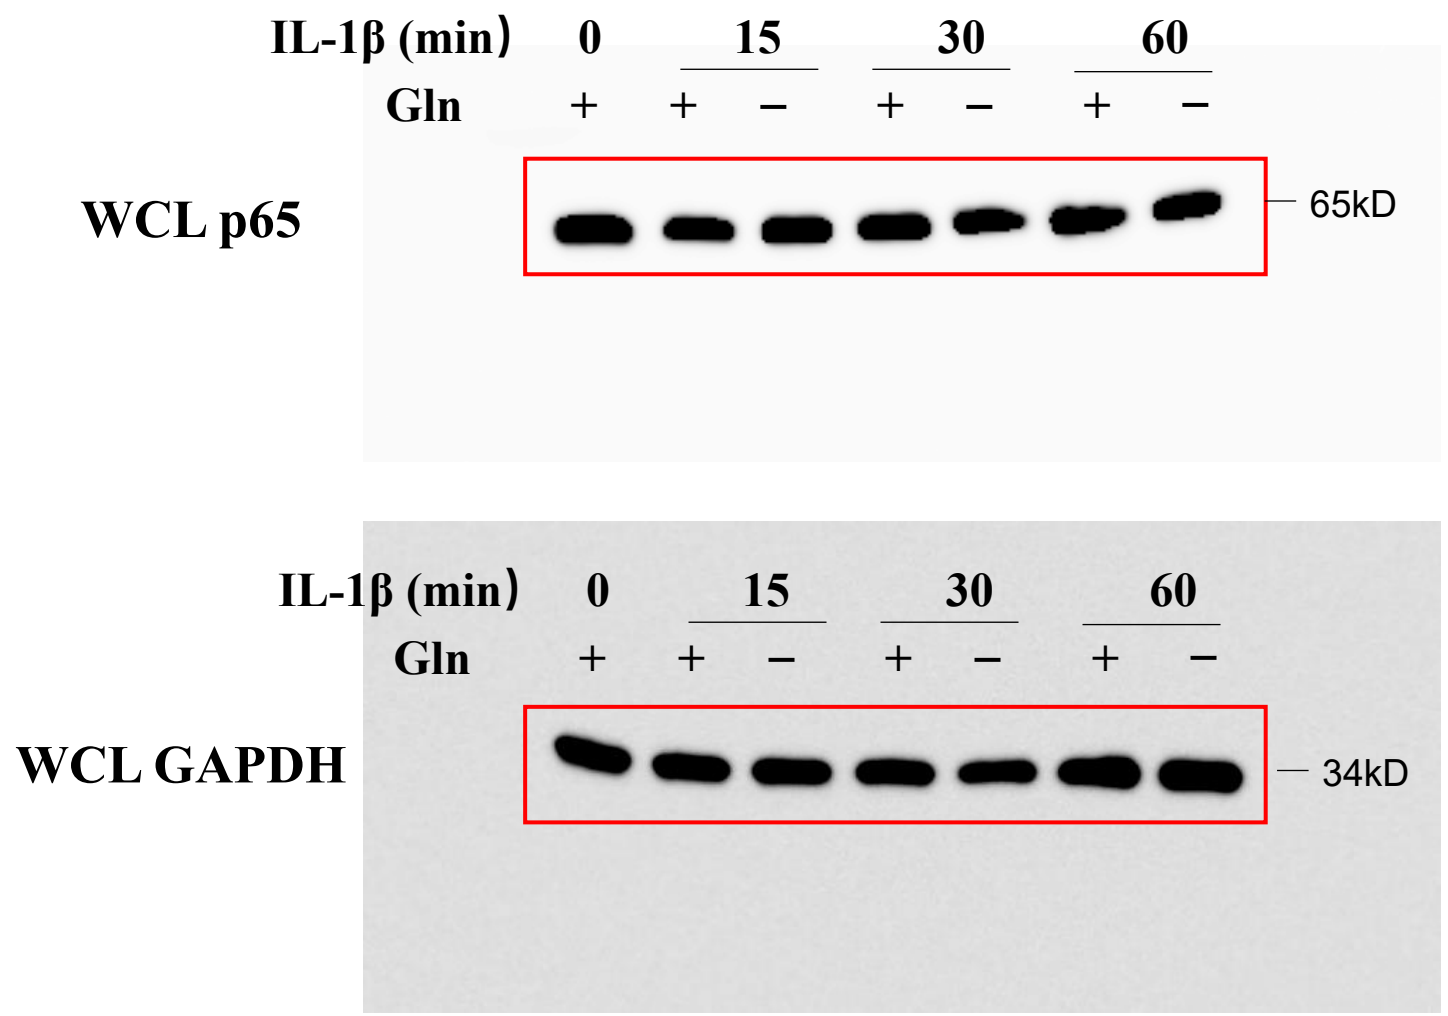 IL-1β (min) 0 15 30 60
Gln + + − + − + −
WCL p65 65kD
IL-1β (min) 0 15 30 60
Gln + + − + − + −
WCL GAPDH 34kD